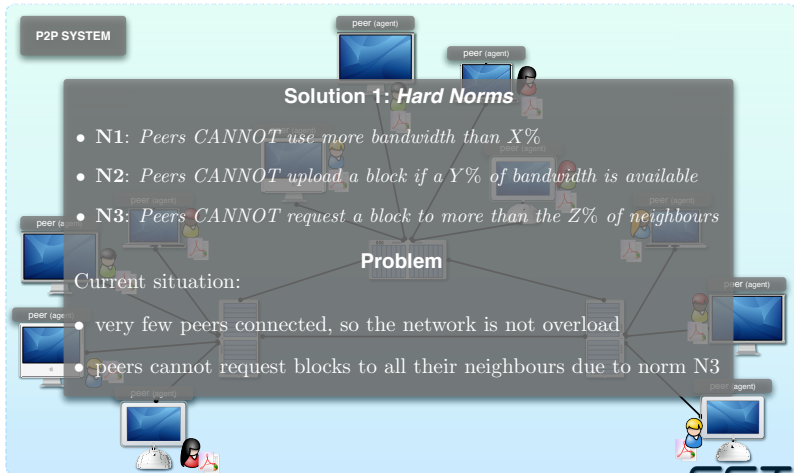 peer (agent)
P2P SYSTEM
peer (agent)
Solution 1: Hard Norms
• N1: Peers CANNOT use more bandwidth than X%
• N2: Peers CANNOT upload a block if a Y% of bandwidth is available
• N3: Peers CANNOT request a block to more than the Z% of neighbours
peer (agent)
Problem
Current situation:
peer (agent)
peer (agent)
• very few peers connected, so the network is not overload
• peers cannot request blocks to all their neighbours due to norm N3
peer (agent)
peer (agent)